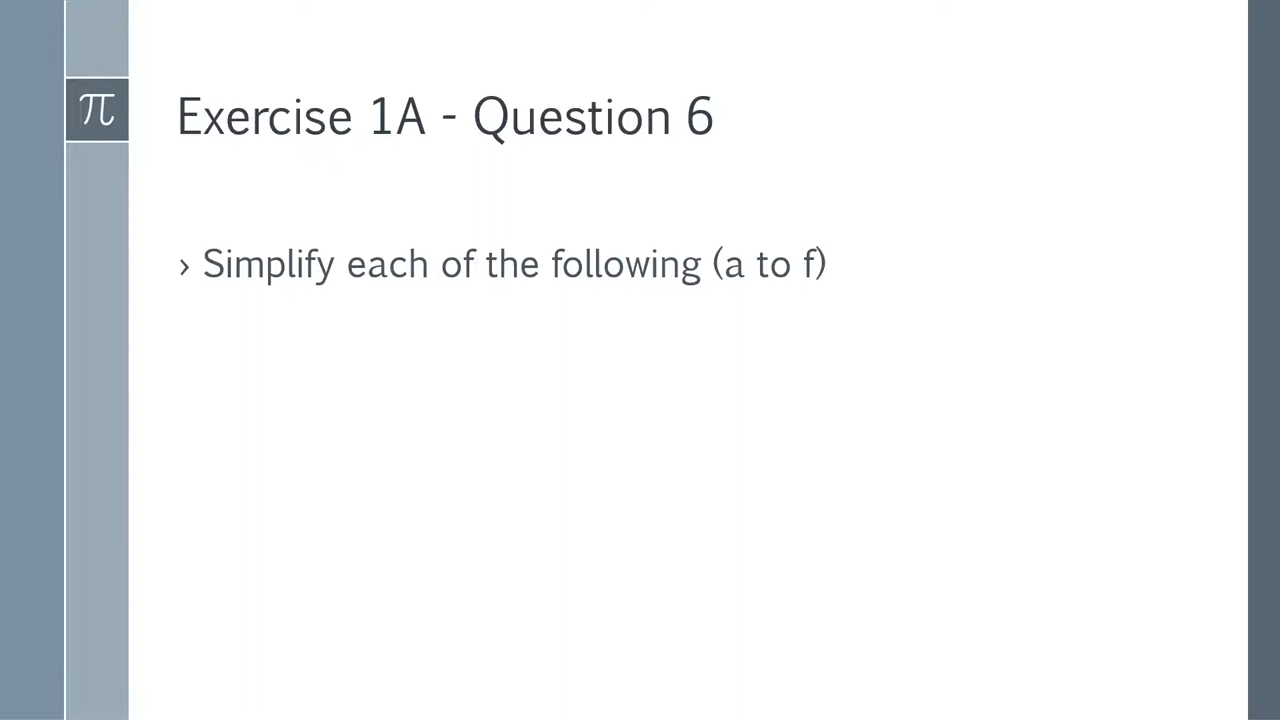 π
Exercise 1A - Question 6
› Simplify each of the following (a to f)